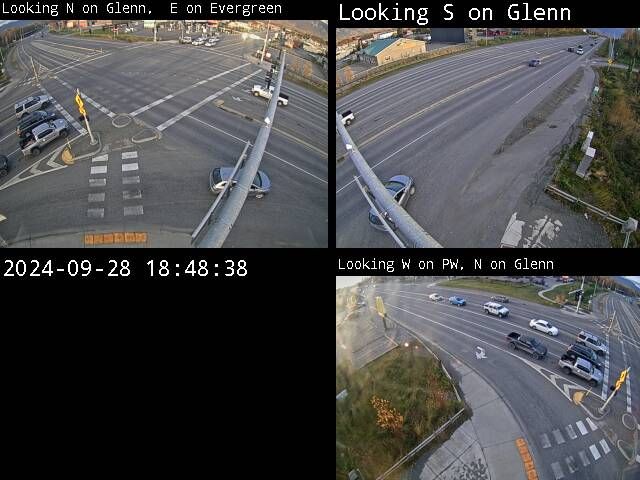 Looking N on Glenn, E on Evergreen
Looking S on Glenn
2024-09-28 18:48:38
Looking W on PW, N on Glenn